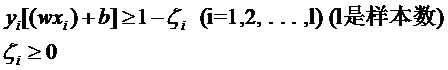 yᵢ[(wxᵢ)+b]≥1−ζᵢ (i=1,2, . . . ,l) (l是样本数)
ζᵢ≥0